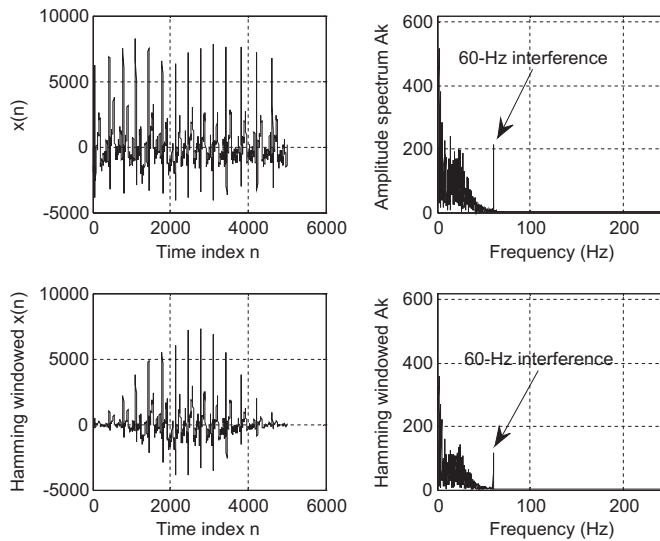 10000
5000
0
-5000
x(n)
0 2000 4000 6000
Time index n
600
400
200
0
Amplitude spectrum Ak
60-Hz interference
0 100 200
Frequency (Hz)
10000
5000
0
-5000
Hamming windowed x(n)
0 2000 4000 6000
Time index n
600
400
200
0
Hamming windowed Ak
60-Hz interference
0 100 200
Frequency (Hz)